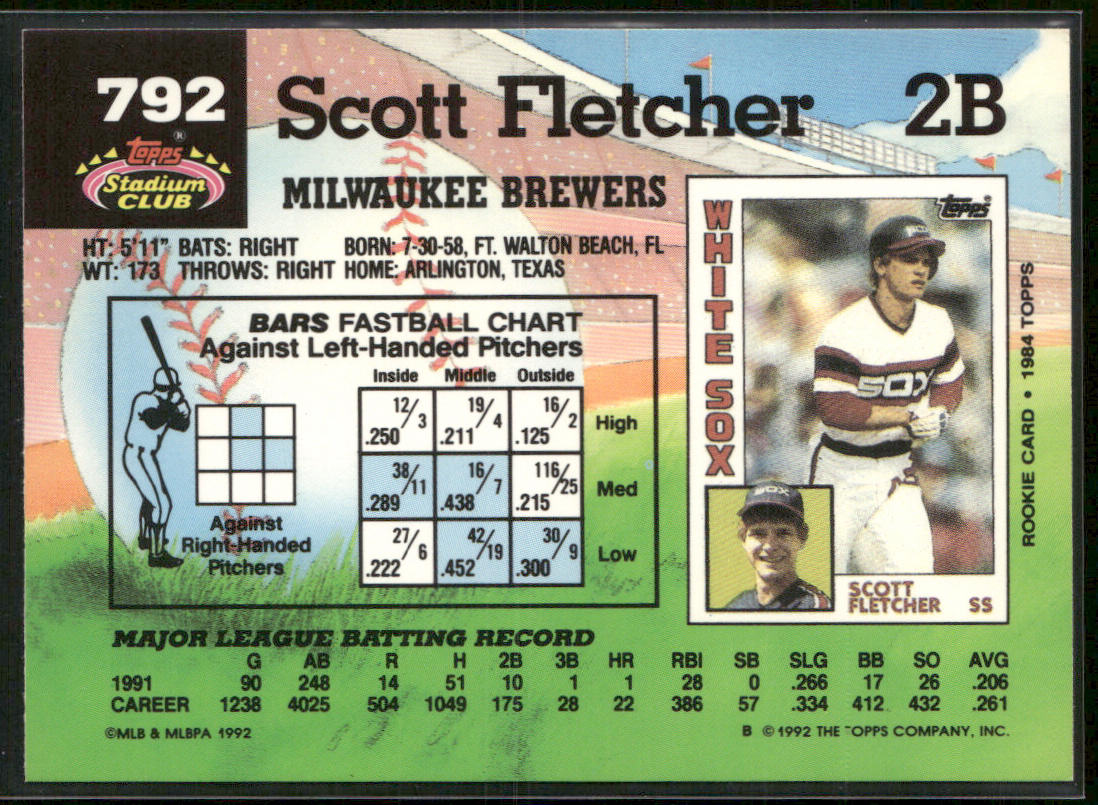 792
Scott Fletcher 2B
Topps®
Stadium
CLUB
MILWAUKEE BREWERS
HT: 5'11" BATS: RIGHT BORN: 7-30-58, FT. WALTON BEACH, FL
WT: 173 THROWS: RIGHT HOME: ARLINGTON, TEXAS
BARS FASTBALL CHART
Against Left-Handed Pitchers
Inside Middle Outside
12/3 19/4 16/2
.250 .211 .125 High
38/11 16/7 116/25
.289 .438 .215 Med
27/6 42/19 30/9
.222 .452 .300 Low
Against
Right-Handed
Pitchers
Topps®
WHITE SOX
SOX
SOX
SOX
SCOTT
FLETCHER SS
ROOKIE CARD • 1984 TOPPS
MAJOR LEAGUE BATTING RECORD
G AB R H 2B 3B HR RBI SB SLG BB SO AVG
1991 90 248 14 51 10 1 1 28 0 .266 17 26 .206
CAREER 1238 4025 504 1049 175 28 22 386 57 .334 412 432 .261
©MLB & MLBPA 1992
B ©1992 THE TOPPS COMPANY, INC.